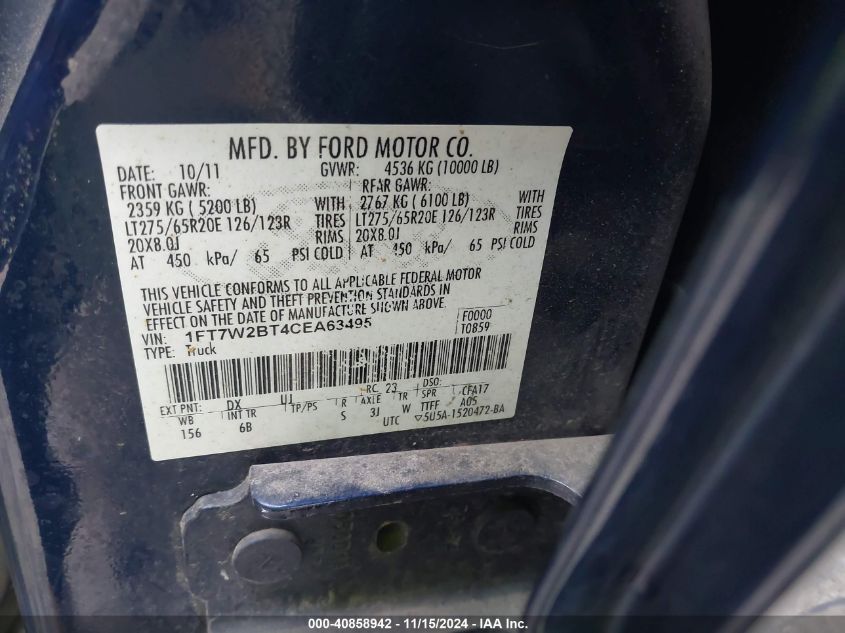 MFD. BY FORD MOTOR CO.
DATE: 10/11 GVWR: 4536 KG (10000 LB)
FRONT GAWR: REAR GAWR:
2359 KG ( 5200 LB) WITH 2767 KG ( 6100 LB) WITH
LT275/65R20E 126/123R TIRES LT275/65R20E 126/123R TIRES
20X8.0J RIMS 20X8.0J RIMS
AT 450 kPa/ 65 PSI COLD AT 450 kPa/ 65 PSI COLD
THIS VEHICLE CONFORMS TO ALL APPLICABLE FEDERAL MOTOR
VEHICLE SAFETY AND THEFT PREVENTION STANDARDS IN
EFFECT ON THE DATE OF MANUFACTURE SHOWN ABOVE.
VIN: 1FT7W2BT4CEA63495 F0000
TYPE: Truck T0859
RC: 23 DSO:
EXT PNT: DX UJ
WB INT TR TP/PS R AXLE TR SPR CFA17
156 6B S 3J W TTFF A05
UTC ▽5U5A-1520472-BA
000-40858942 - 11/15/2024 - IAA Inc.